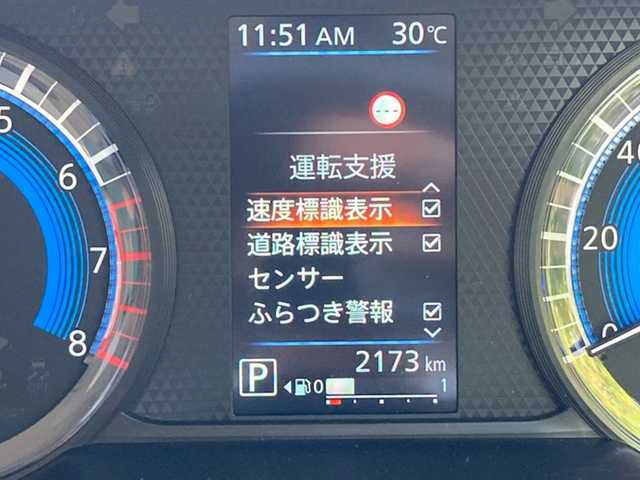 11:51 AM 30℃
---
運転支援
速度標識表示
道路標識表示
センサー
ふらつき警報
2173 km
P 0 1
5
6
7
8
40
20
0